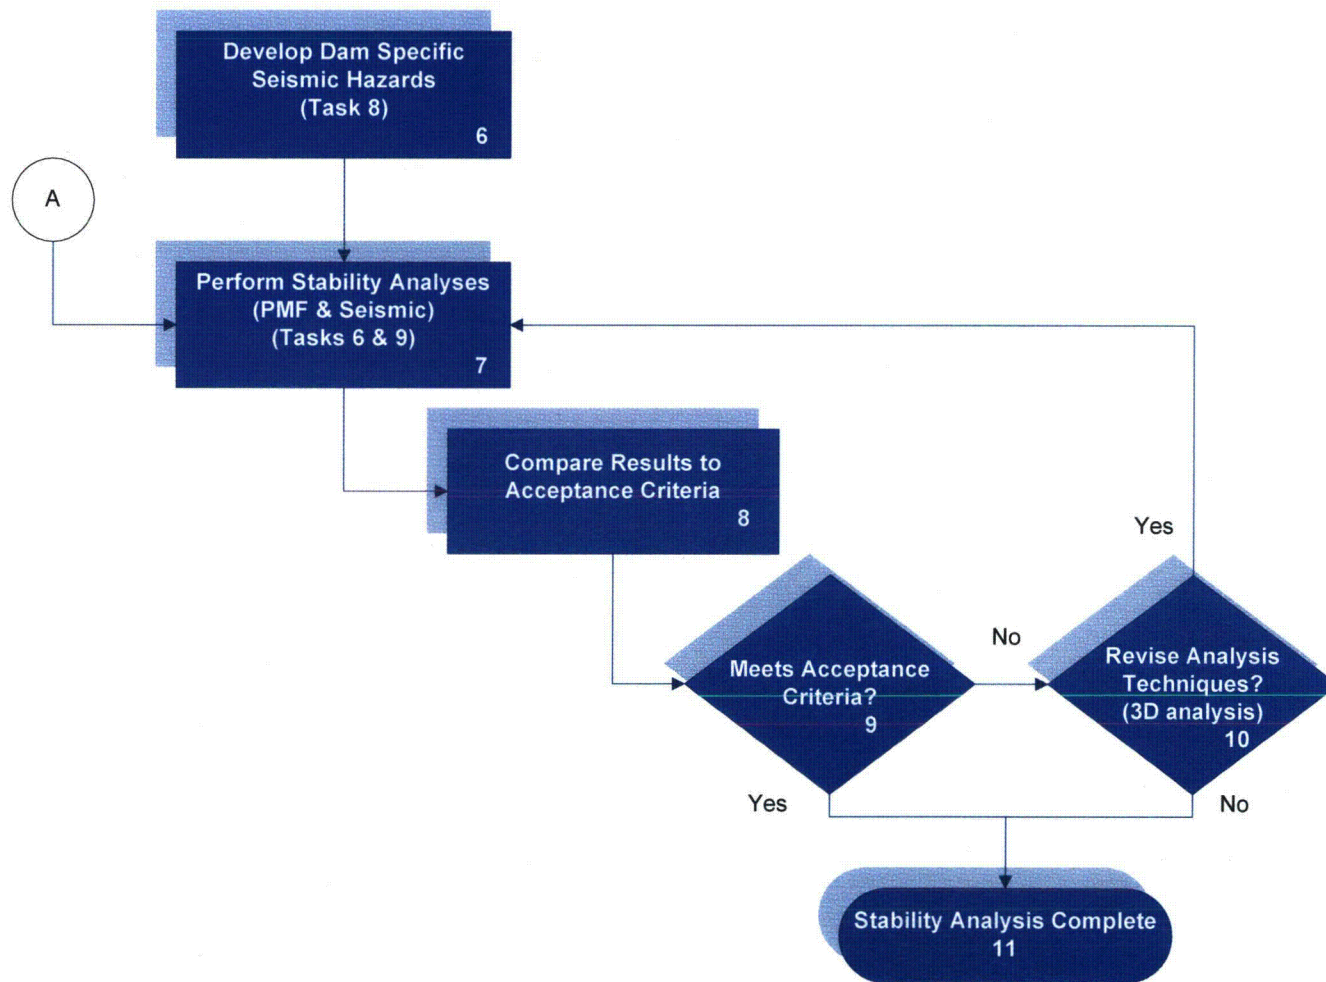 Develop Dam Specific
Seismic Hazards
(Task 8)
6
A
Perform Stability Analyses
(PMF & Seismic)
(Tasks 6 & 9)
7
Compare Results to
Acceptance Criteria
8
Meets Acceptance
Criteria?
9
No
Yes
Revise Analysis
Techniques?
(3D analysis)
10
Yes
No
Stability Analysis Complete
11